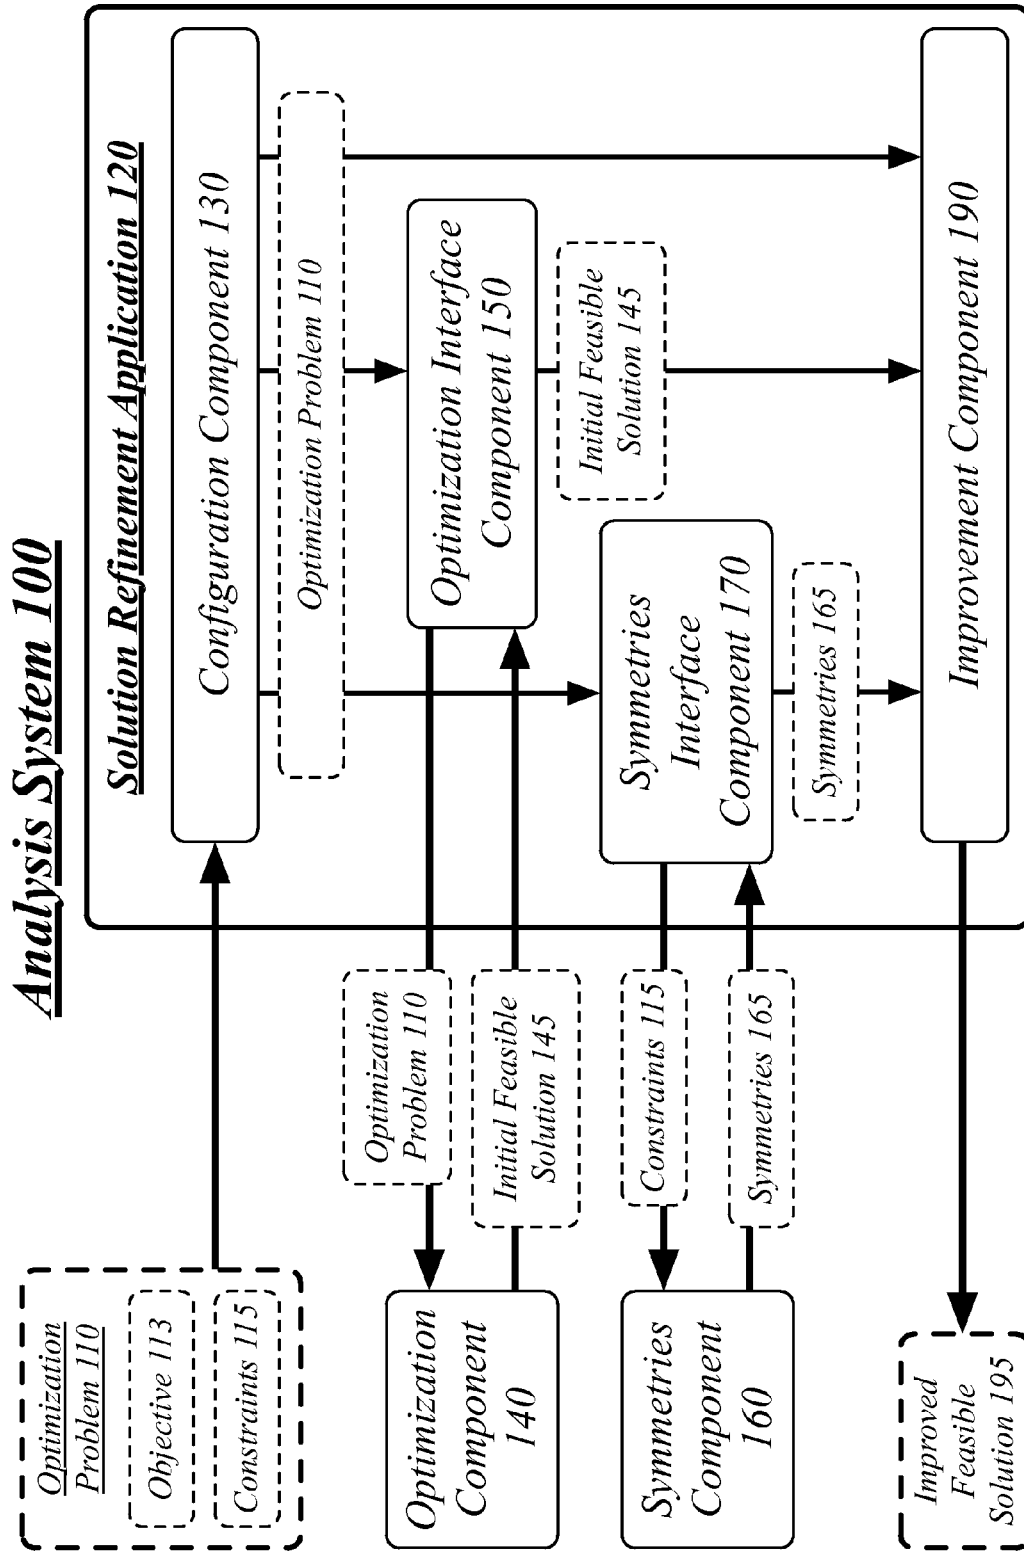 Analysis System 100
Optimization
Problem 110
Objective 113
Constraints 115
Solution Refinement Application 120
Configuration Component 130
Optimization Problem 110
Optimization
Component
140
Optimization
Problem 110
Initial Feasible
Solution 145
Optimization Interface
Component 150
Initial Feasible
Solution 145
Symmetries
Component
160
Constraints 115
Symmetries 165
Symmetries
Interface
Component 170
Symmetries 165
Improvement Component 190
Improved
Feasible
Solution 195